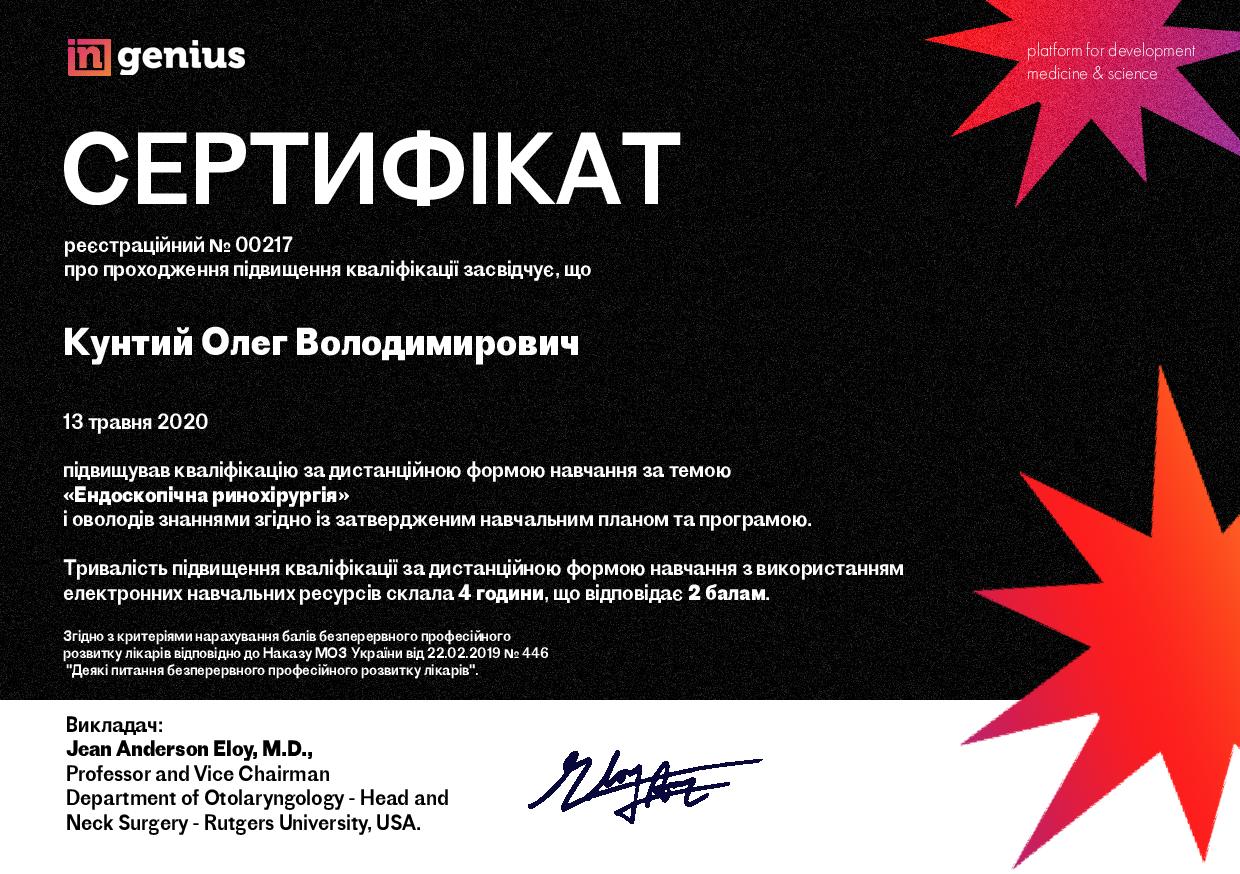 in genius
platform for development
medicine & science
СЕРТИФІКАТ
реєстраційний № 00217
про проходження підвищення кваліфікації засвідчує, що
Кунтий Олег Володимирович
13 травня 2020
підвищував кваліфікацію за дистанційною формою навчання за темою
«Ендоскопічна ринохірургія»
і оволодів знаннями згідно із затвердженим навчальним планом та програмою.
Тривалість підвищення кваліфікації за дистанційною формою навчання з використанням
електронних навчальних ресурсів склала 4 години, що відповідає 2 балам.
Згідно з критеріями нарахування балів безперервного професійного
розвитку лікарів відповідно до Наказу МОЗ України від 22.02.2019 № 446
"Деякі питання безперервного професійного розвитку лікарів".
Викладач:
Jean Anderson Eloy, M.D.,
Professor and Vice Chairman
Department of Otolaryngology - Head and
Neck Surgery - Rutgers University, USA.